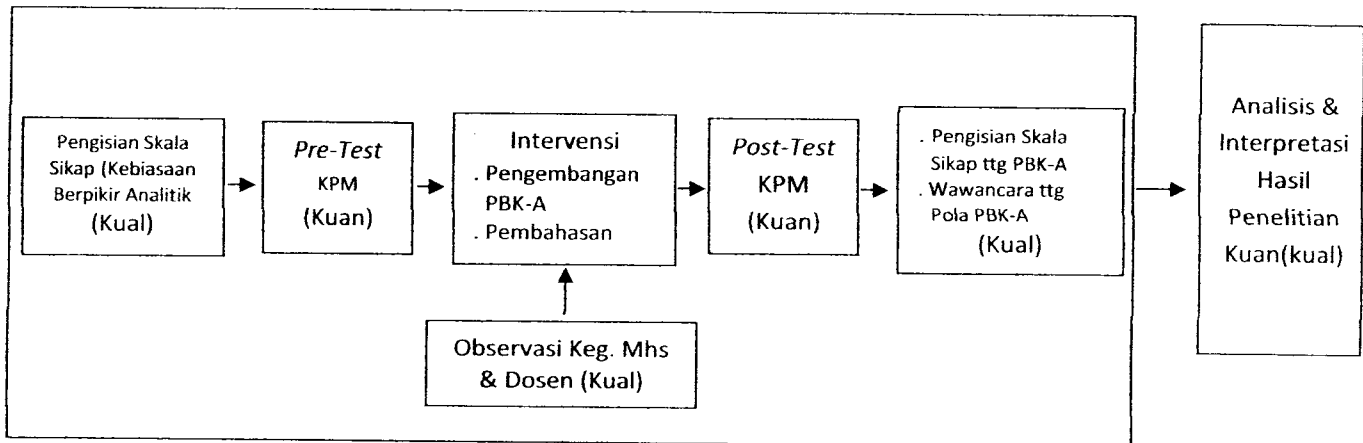 Pengisian Skala
Sikap (Kebiasaan
Berpikir Analitik
(Kual)
Pre-Test
KPM
(Kuan)
Intervensi
. Pengembangan
PBK-A
. Pembahasan
Post-Test
KPM
(Kuan)
. Pengisian Skala
Sikap ttg PBK-A
. Wawancara ttg
Pola PBK-A
(Kual)
Observasi Keg. Mhs
& Dosen (Kual)
Analisis &
Interpretasi
Hasil
Penelitian
Kuan(kual)